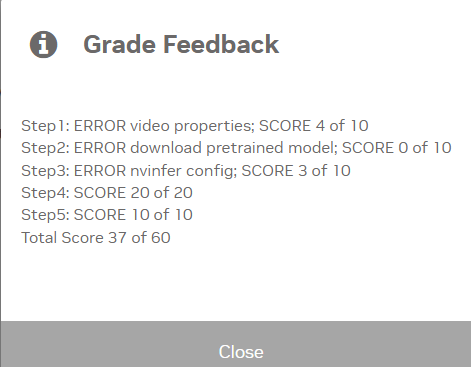 Grade Feedback
Step1: ERROR video properties; SCORE 4 of 10
Step2: ERROR download pretrained model; SCORE 0 of 10
Step3: ERROR nvinfer config; SCORE 3 of 10
Step4: SCORE 20 of 20
Step5: SCORE 10 of 10
Total Score 37 of 60
Close